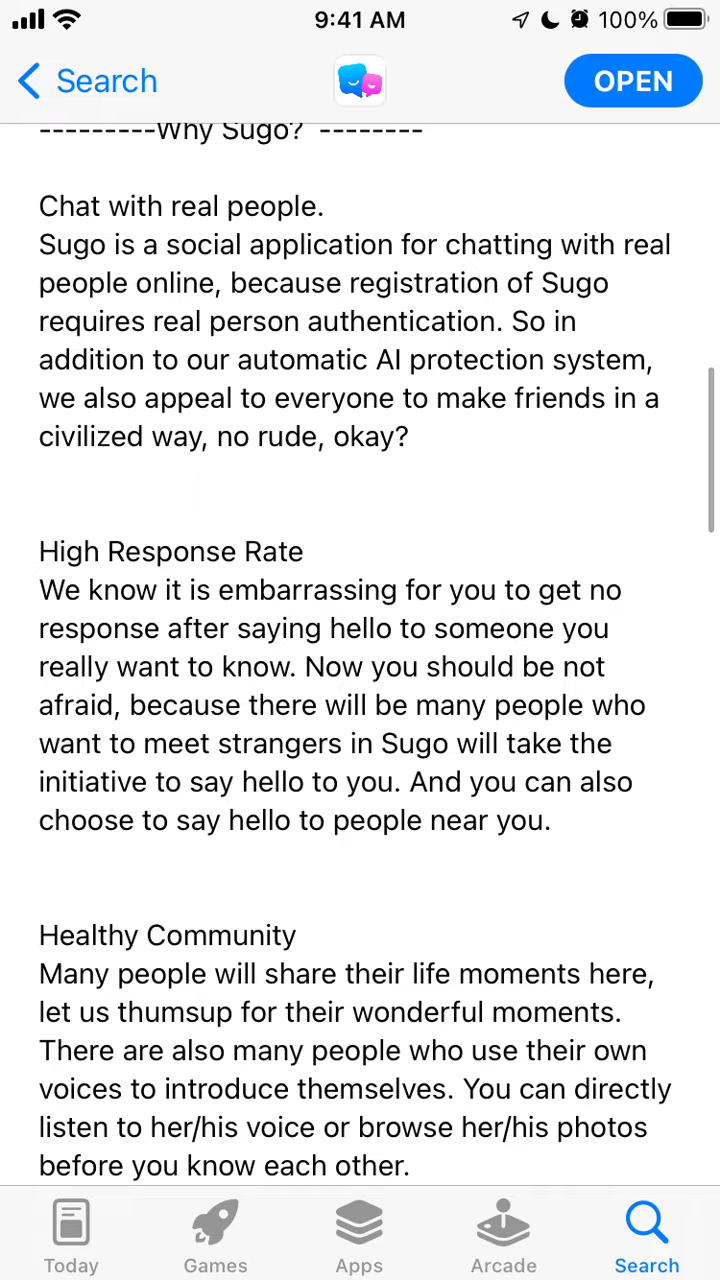 9:41 AM
100%
Search
OPEN
---------Why Sugo? --------
Chat with real people.
Sugo is a social application for chatting with real
people online, because registration of Sugo
requires real person authentication. So in
addition to our automatic AI protection system,
we also appeal to everyone to make friends in a
civilized way, no rude, okay?
High Response Rate
We know it is embarrassing for you to get no
response after saying hello to someone you
really want to know. Now you should be not
afraid, because there will be many people who
want to meet strangers in Sugo will take the
initiative to say hello to you. And you can also
choose to say hello to people near you.
Healthy Community
Many people will share their life moments here,
let us thumsup for their wonderful moments.
There are also many people who use their own
voices to introduce themselves. You can directly
listen to her/his voice or browse her/his photos
before you know each other.
Today
Games
Apps
Arcade
Search